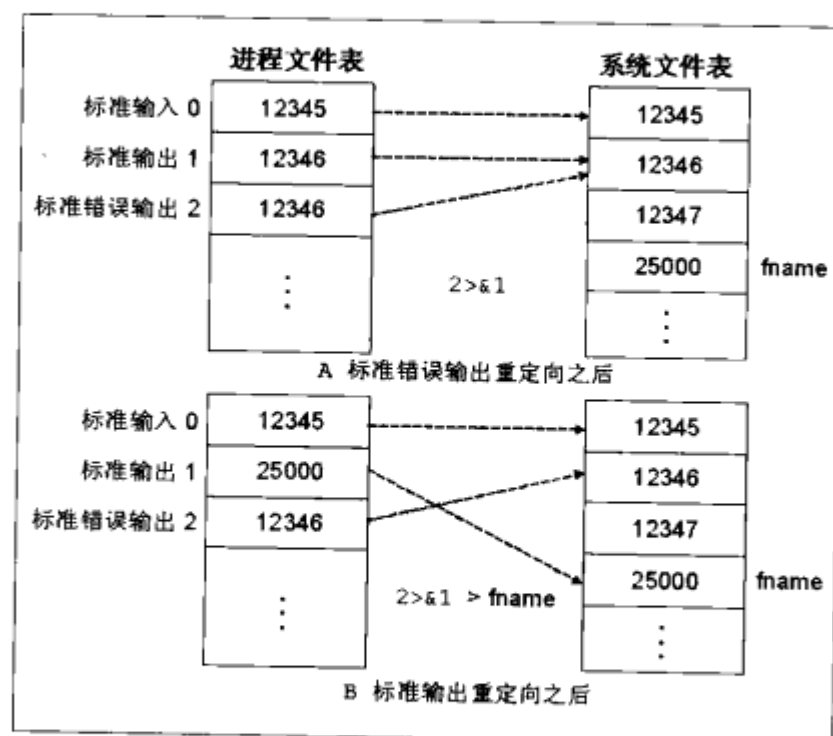 进程文件表 系统文件表
标准输入 0 12345 12345
标准输出 1 12346 12346
标准错误输出 2 12346 12347
25000 fname
2>&1
A 标准错误输出重定向之后
标准输入 0 12345 12345
标准输出 1 25000 12346
标准错误输出 2 12346 12347
25000 fname
2>&1 > fname
B 标准输出重定向之后